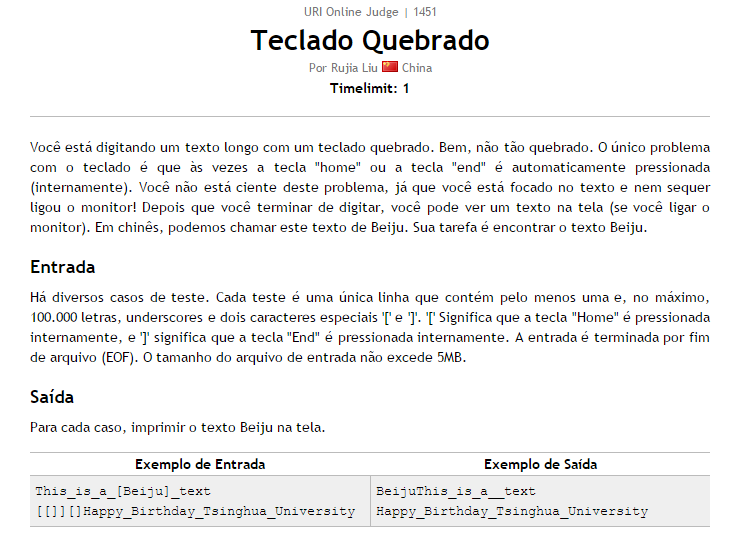 URI Online Judge | 1451
Teclado Quebrado
Por Rujia Liu China
Timelimit: 1
Você está digitando um texto longo com um teclado quebrado. Bem, não tão quebrado. O único problema
com o teclado é que às vezes a tecla "home" ou a tecla "end" é automaticamente pressionada
(internamente). Você não está ciente deste problema, já que você está focado no texto e nem sequer
ligou o monitor! Depois que você terminar de digitar, você pode ver um texto na tela (se você ligar o
monitor). Em chinês, podemos chamar este texto de Beiju. Sua tarefa é encontrar o texto Beiju.
Entrada
Há diversos casos de teste. Cada teste é uma única linha que contém pelo menos uma e, no máximo,
100.000 letras, underscores e dois caracteres especiais '[' e ']'. '[' Significa que a tecla "Home" é pressionada
internamente, e ']' significa que a tecla "End" é pressionada internamente. A entrada é terminada por fim
de arquivo (EOF). O tamanho do arquivo de entrada não excede 5MB.
Saída
Para cada caso, imprimir o texto Beiju na tela.
Exemplo de Entrada Exemplo de Saída
This_is_a_[Beiju]_text BeijuThis_is_a__text
[[]][]Happy_Birthday_Tsinghua_University Happy_Birthday_Tsinghua_University